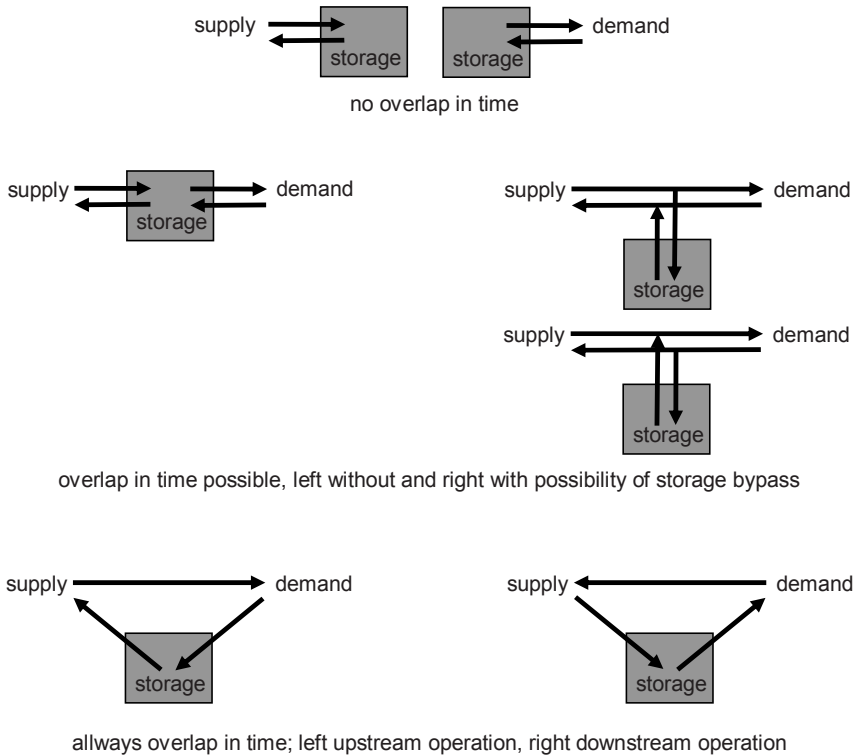 supply storage storage demand
no overlap in time
supply storage demand
supply demand
storage
supply demand
storage
overlap in time possible, left without and right with possibility of storage bypass
supply demand
storage
supply demand
storage
allways overlap in time; left upstream operation, right downstream operation